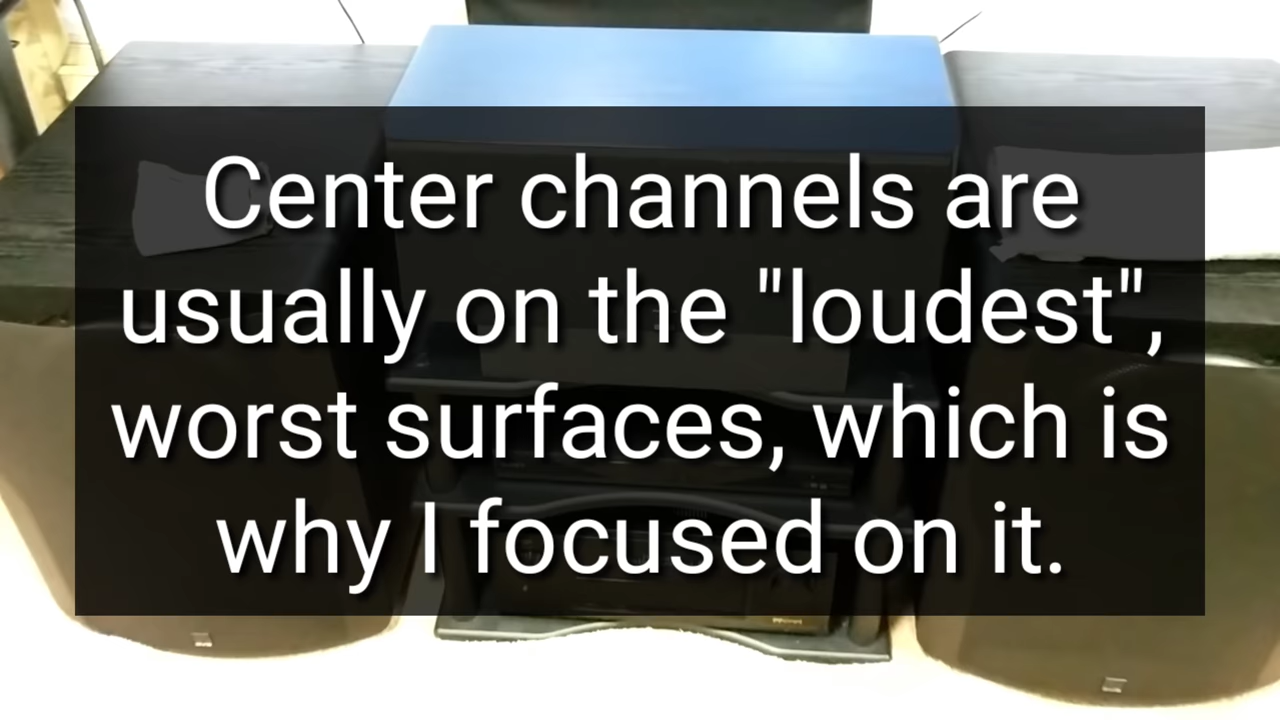 Center channels are
usually on the "loudest",
worst surfaces, which is
why I focused on it.